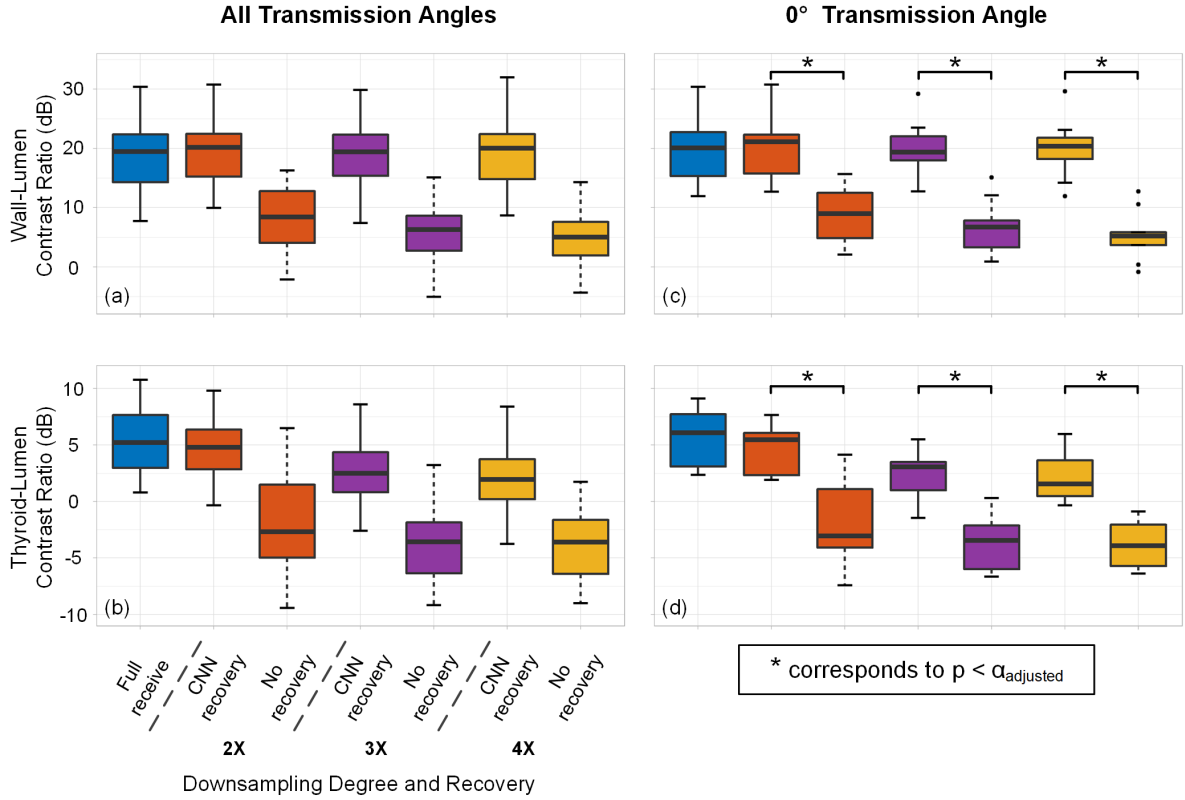 All Transmission Angles
0° Transmission Angle
Wall-Lumen
Contrast Ratio (dB)
30
20
10
0
(a)
* * *
(c)
Thyroid-Lumen
Contrast Ratio (dB)
10
5
0
-5
-10
(b)
* * *
(d)
Full
receive
CNN
recovery
No
recovery
CNN
recovery
No
recovery
CNN
recovery
No
recovery
2X 3X 4X
Downsampling Degree and Recovery
* corresponds to p < αadjusted